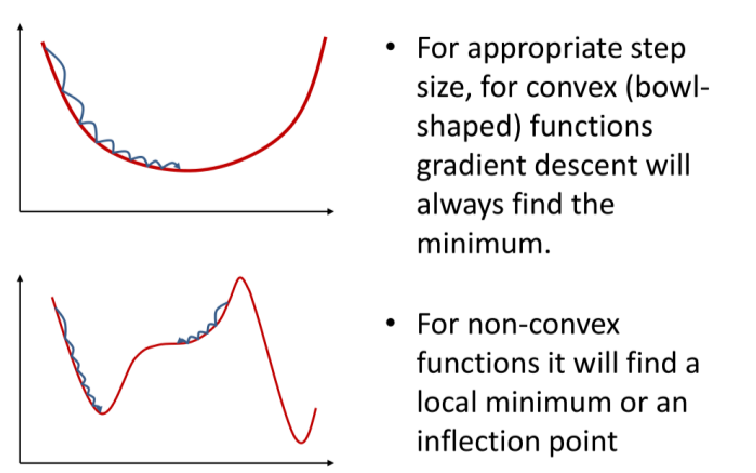 • For appropriate step
size, for convex (bowl-
shaped) functions
gradient descent will
always find the
minimum.
• For non-convex
functions it will find a
local minimum or an
inflection point